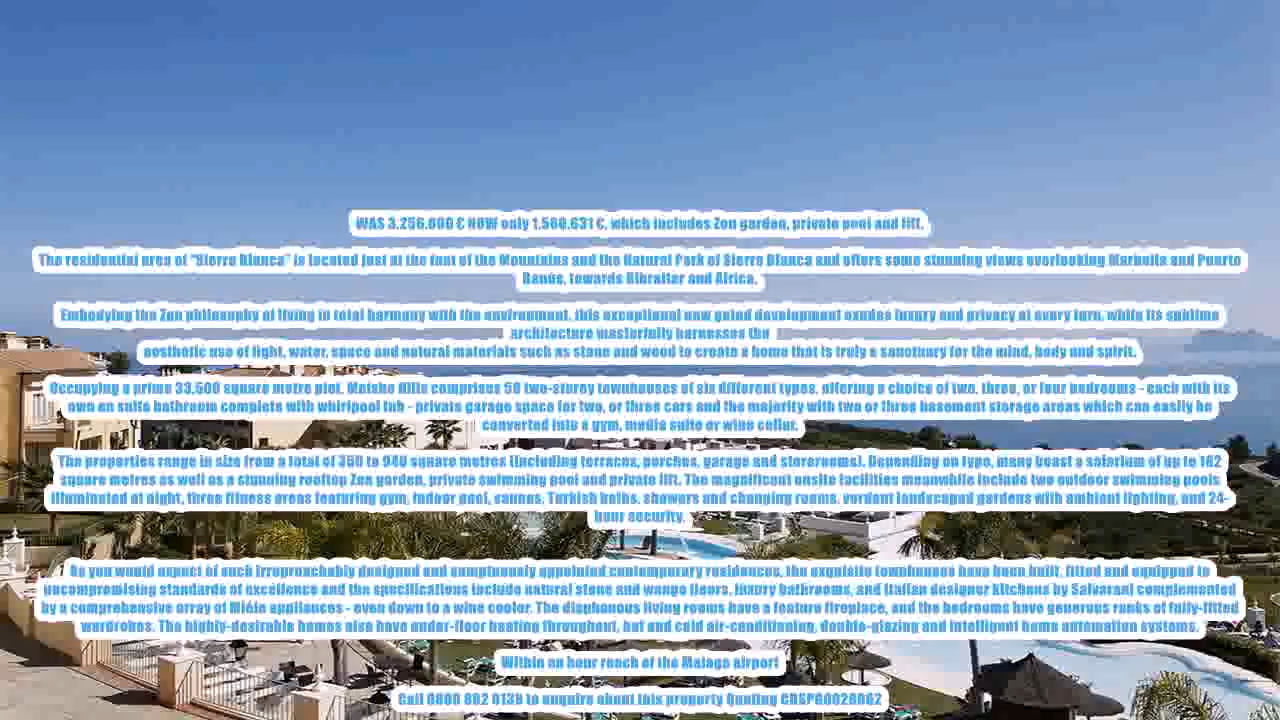 WAS 3.256.000 € NOW only 1.560.631 €, which includes Zen garden, private pool and lift.
The residential area of "Sierra Blanca" is located just at the foot of the Mountains and the Natural Park of Sierra Blanca and offers some stunning views overlooking Marbella and Puerto
Banús, towards Gibraltar and Africa.
Embodying the Zen philosophy of living in total harmony with the environment, this exceptional new gated development exudes luxury and privacy at every turn, while its sublime
architecture masterfully harnesses the
aesthetic use of light, water, space and natural materials such as stone and wood to create a home that is truly a sanctuary for the mind, body and spirit.
Occupying a prime 33,500 square metre plot, Meisho Hills comprises 50 two-storey townhouses of six different types, offering a choice of two, three, or four bedrooms - each with its
own en suite bathroom complete with whirlpool tub - private garage space for two, or three cars and the majority with two or three basement storage areas which can easily be
converted into a gym, media suite or wine cellar.
The properties range in size from a total of 360 to 940 square metres (including terraces, porches, garage and storerooms). Depending on type, many boast a solarium of up to 162
square metres as well as a stunning rooftop Zen garden, private swimming pool and private lift. The magnificent onsite facilities meanwhile include two outdoor swimming pools
illuminated at night, three fitness areas featuring gym, indoor pool, saunas, Turkish baths, showers and changing rooms, verdant landscaped gardens with ambient lighting, and 24-
hour security.
As you would expect of such irreproachably designed and sumptuously appointed contemporary residences, the exquisite townhouses have been built, fitted and equipped to
uncompromising standards of excellence and the specifications include natural stone and wenge floors, luxury bathrooms, and Italian designer Kitchens by Salvarani complemented
by a comprehensive array of Miele appliances - even down to a wine cooler. The diaphanous living rooms have a feature fireplace, and the bedrooms have generous ranks of fully-fitted
wardrobes. The highly-desirable homes also have under-floor heating throughout, hot and cold air-conditioning, double-glazing and intelligent home automation systems.
Within an hour reach of the Malaga airport
Call 0800 802 to enquire about this property Quoting